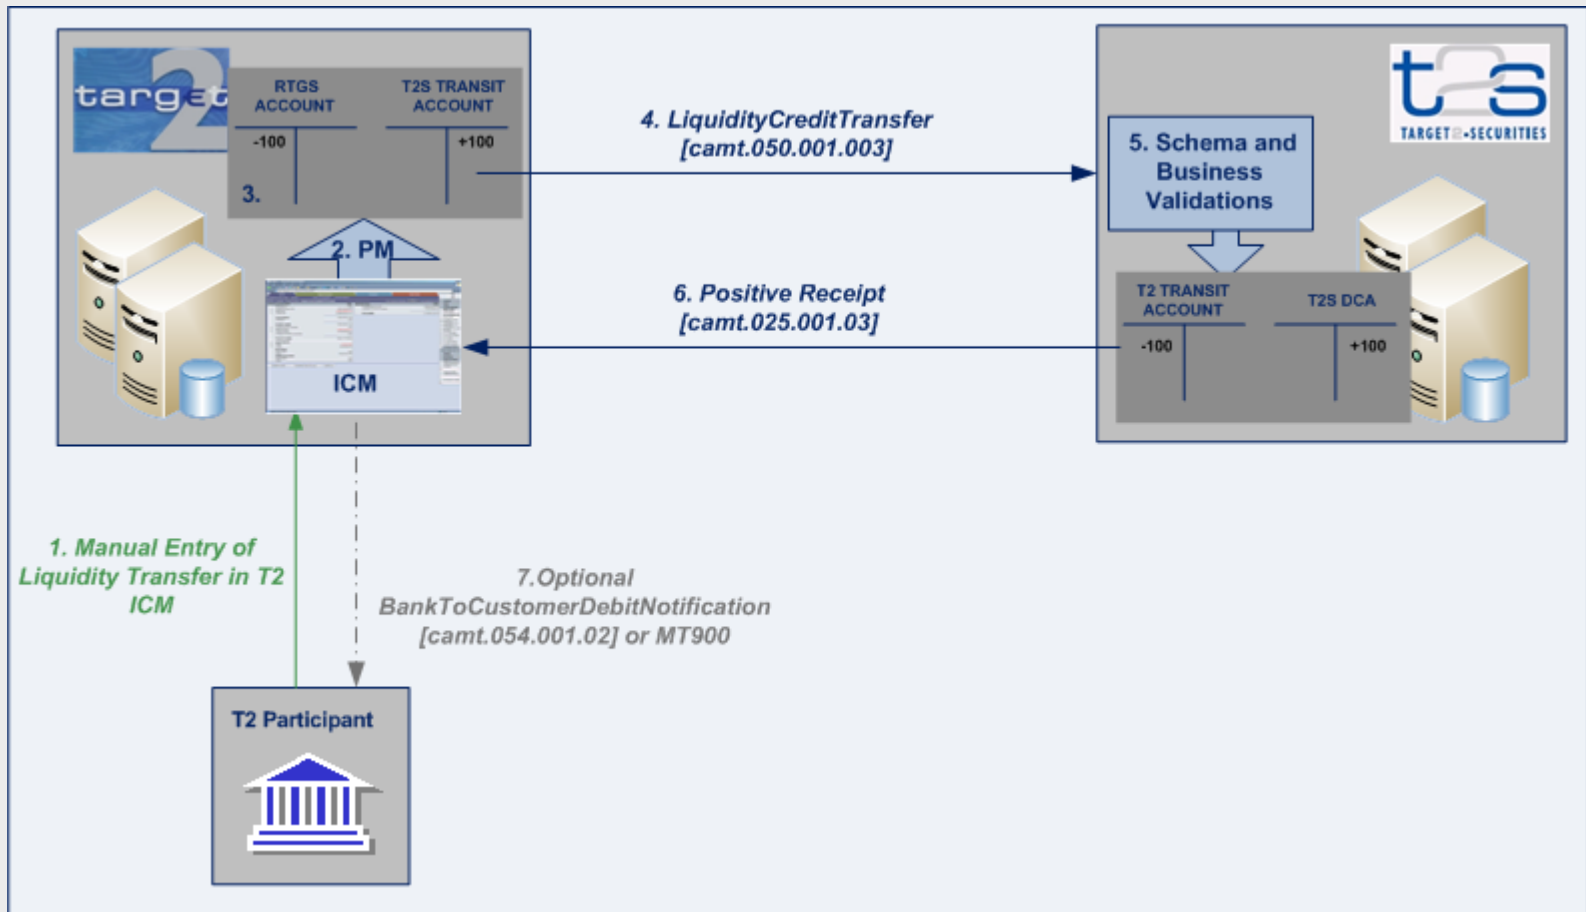 target
2
RTGS
ACCOUNT
T2S TRANSIT
ACCOUNT
-100
+100
3.
2. PM
ICM
4. LiquidityCreditTransfer
[camt.050.001.003]
t2s
TARGET2-SECURITIES
5. Schema and
Business
Validations
6. Positive Receipt
[camt.025.001.03]
T2 TRANSIT
ACCOUNT
T2S DCA
-100
+100
1. Manual Entry of
Liquidity Transfer in T2
ICM
7.Optional
BankToCustomerDebitNotification
[camt.054.001.02] or MT900
T2 Participant